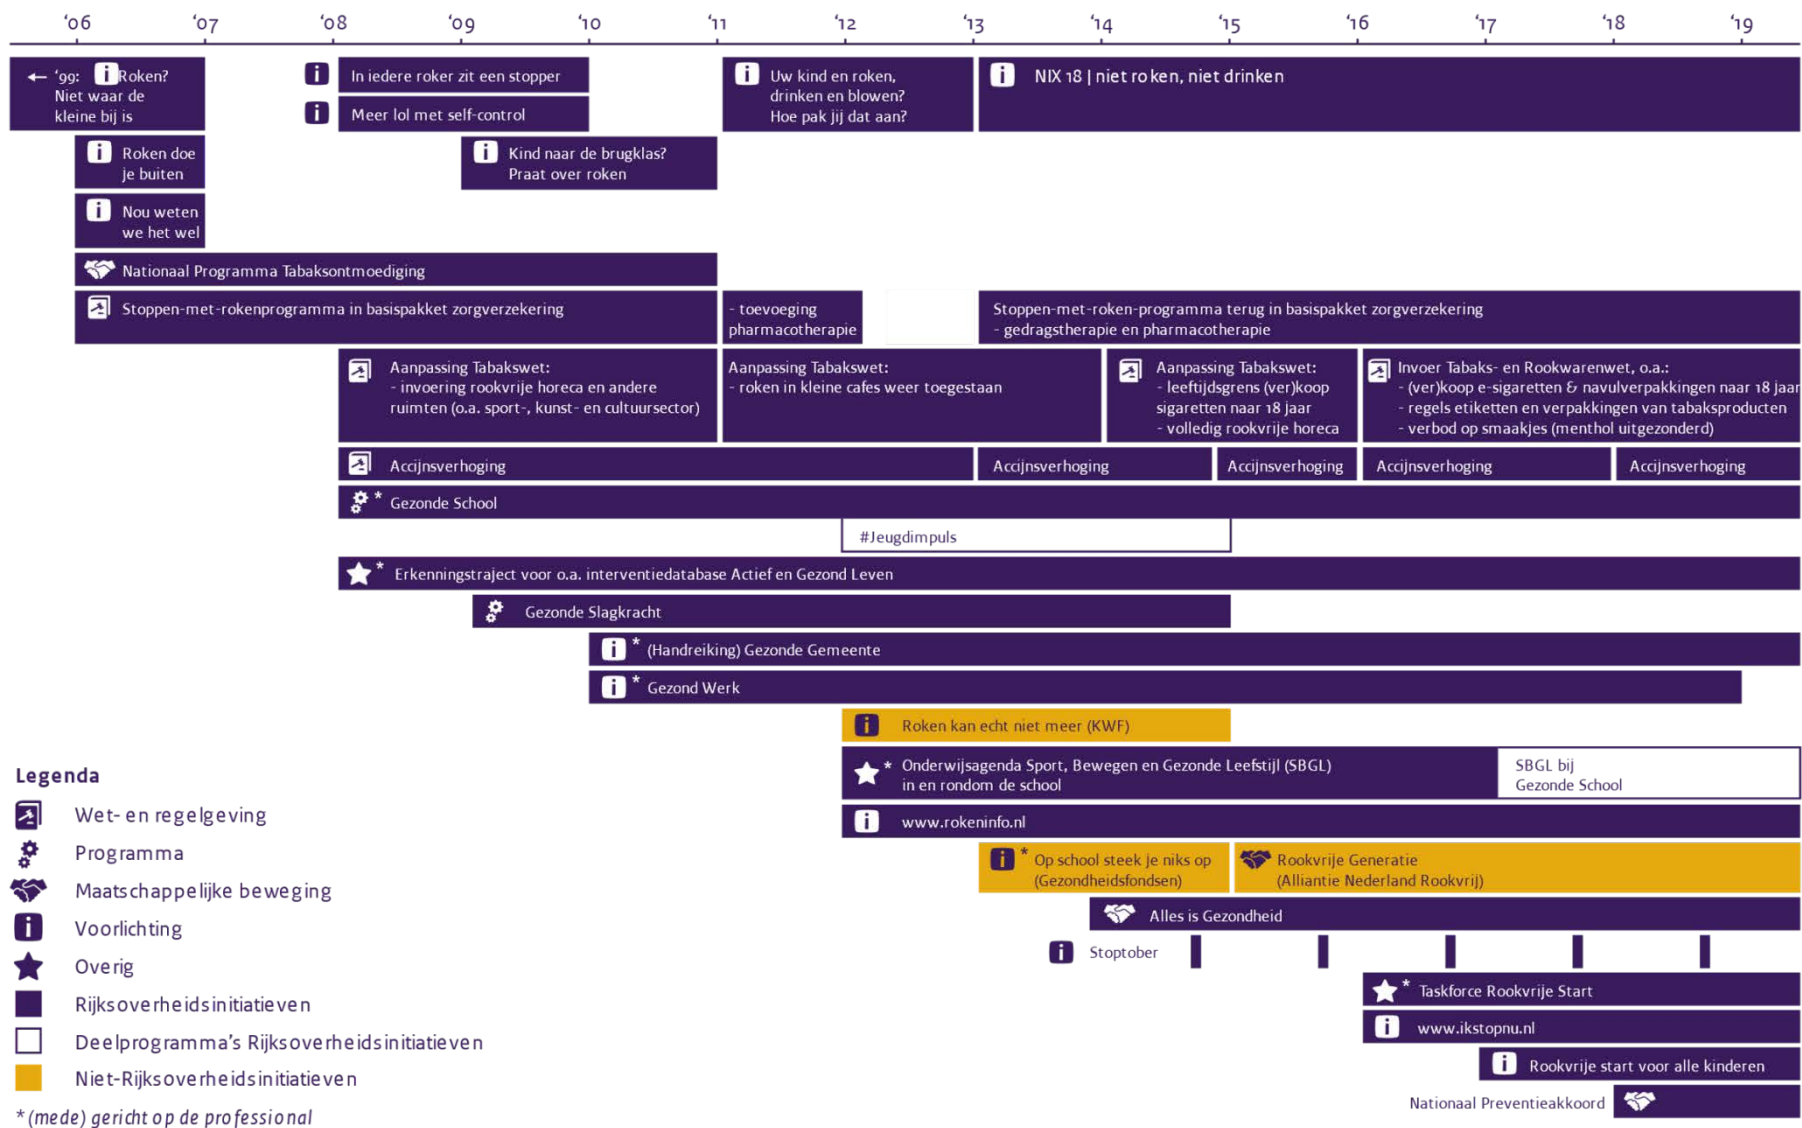 ‘06 ‘07 ‘08 ‘09 ‘10 ‘11 ‘12 ‘13 ‘14 ‘15 ‘16 ‘17 ‘18 ‘19
← ‘99: Roken?
Niet waar de
kleine bij is
In iedere roker zit een stopper
Meer lol met self-control
Uw kind en roken,
drinken en blowen?
Hoe pak jij dat aan?
NIX 18 | niet roken, niet drinken
Roken doe
je buiten
Kind naar de brugklas?
Praat over roken
Nou weten
we het wel
Nationaal Programma Tabaksontmoediging
Stoppen-met-rokenprogramma in basispakket zorgverzekering
- toevoeging
pharmacotherapie
Stoppen-met-roken-programma terug in basispakket zorgverzekering
- gedragstherapie en pharmacotherapie
Aanpassing Tabakswet:
- invoering rookvrije horeca en andere
ruimten (o.a. sport-, kunst- en cultuursector)
Aanpassing Tabakswet:
- roken in kleine cafes weer toegestaan
Aanpassing Tabakswet:
- leeftijdsgrens (ver)koop
sigaretten naar 18 jaar
- volledig rookvrije horeca
Invoer Tabaks- en Rookwarenwet, o.a.:
- (ver)koop e-sigaretten & navulverpakkingen naar 18 jaar
- regels etiketten en verpakkingen van tabaksproducten
- verbod op smaakjes (menthol uitgezonderd)
Accijnsverhoging
Accijnsverhoging
Accijnsverhoging
Accijnsverhoging
Accijnsverhoging
* Gezonde School
#Jeugdimpuls
* Erkenningstraject voor o.a. interventiedatabase Actief en Gezond Leven
Gezonde Slagkracht
* (Handreiking) Gezonde Gemeente
* Gezond Werk
Roken kan echt niet meer (KWF)
* Onderwijsagenda Sport, Bewegen en Gezonde Leefstijl (SBGL)
in en rondom de school
SBGL bij
Gezonde School
www.rokeninfo.nl
* Op school steek je niks op
(Gezondheidsfondsen)
Rookvrije Generatie
(Alliantie Nederland Rookvrij)
Alles is Gezondheid
Stoptober
* Taskforce Rookvrije Start
www.ikstopnu.nl
Rookvrije start voor alle kinderen
Nationaal Preventieakkoord
Legenda
Wet- en regelgeving
Programma
Maatschappelijke beweging
Voorlichting
Overig
Rijksoverheidsinitiatieven
Deelprogramma’s Rijksoverheidsinitiatieven
Niet-Rijksoverheidsinitiatieven
* (mede) gericht op de professional